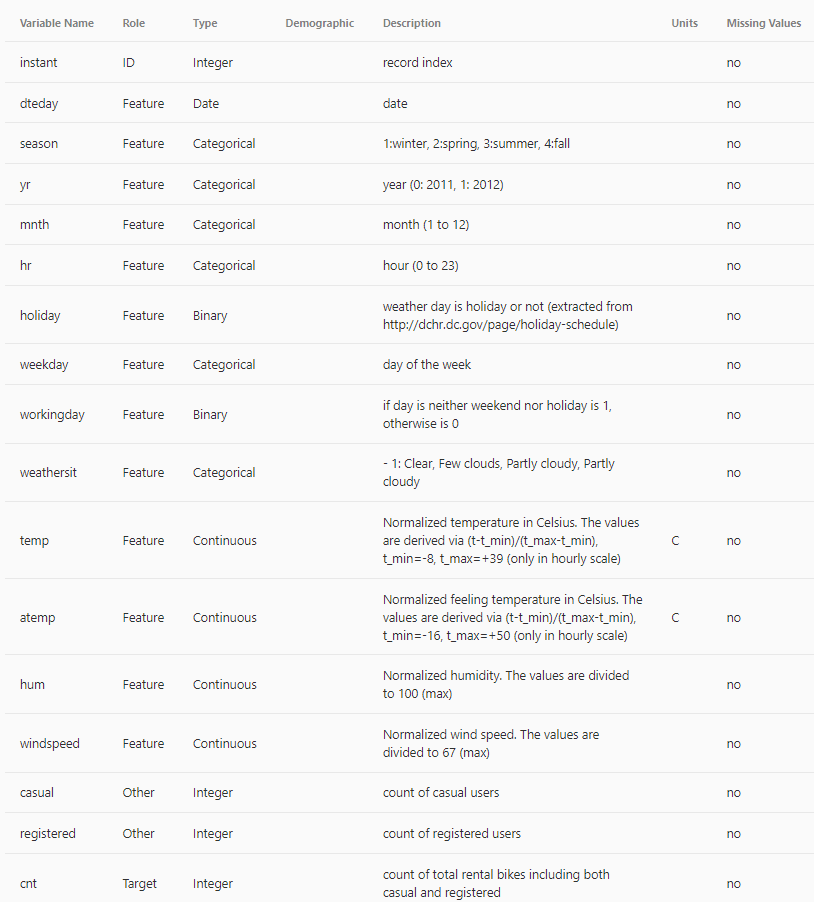 Variable Name Role Type Demographic Description Units Missing Values
instant ID Integer record index no
dteday Feature Date date no
season Feature Categorical 1:winter, 2:spring, 3:summer, 4:fall no
yr Feature Categorical year (0: 2011, 1: 2012) no
mnth Feature Categorical month (1 to 12) no
hr Feature Categorical hour (0 to 23) no
holiday Feature Binary weather day is holiday or not (extracted from
http://dchr.dc.gov/page/holiday-schedule) no
weekday Feature Categorical day of the week no
workingday Feature Binary if day is neither weekend nor holiday is 1,
otherwise is 0 no
weathersit Feature Categorical - 1: Clear, Few clouds, Partly cloudy, Partly
cloudy no
temp Feature Continuous Normalized temperature in Celsius. The values
are derived via (t-t_min)/(t_max-t_min), C no
t_min=-8, t_max=+39 (only in hourly scale)
atemp Feature Continuous Normalized feeling temperature in Celsius. The
values are derived via (t-t_min)/(t_max-t_min), C no
t_min=-16, t_max=+50 (only in hourly scale)
hum Feature Continuous Normalized humidity. The values are divided
to 100 (max) no
windspeed Feature Continuous Normalized wind speed. The values are
divided to 67 (max) no
casual Other Integer count of casual users no
registered Other Integer count of registered users no
cnt Target Integer count of total rental bikes including both
casual and registered no